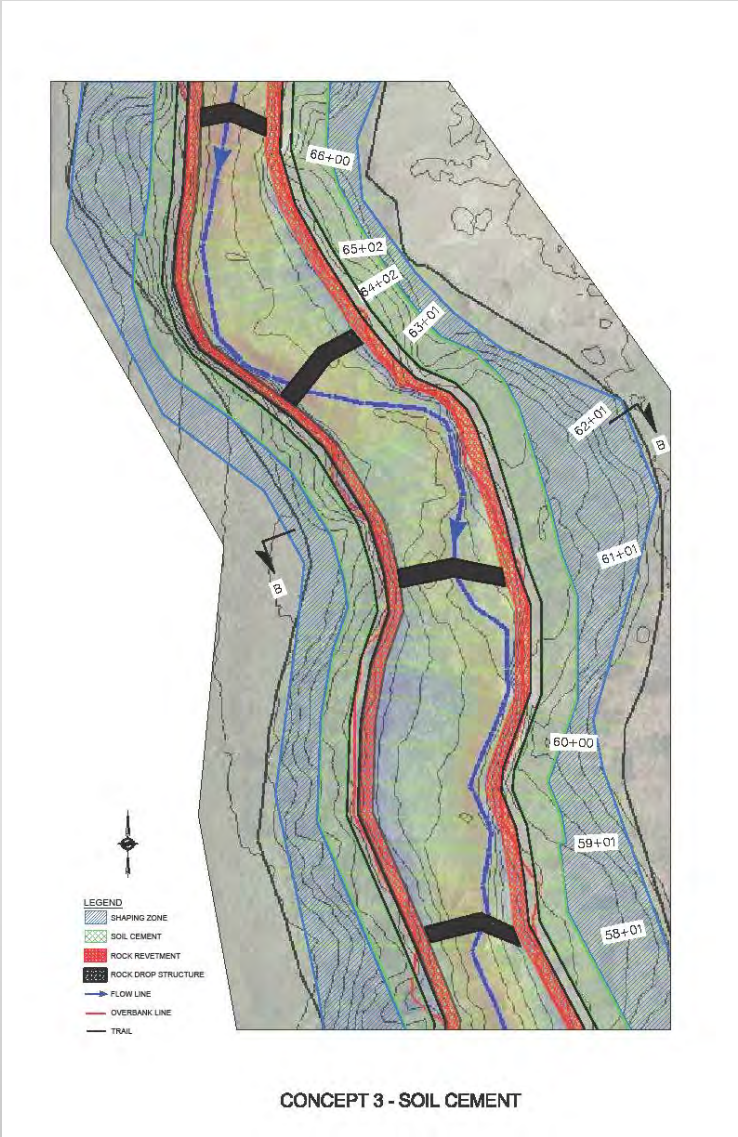 66+00
65+02
64+02
63+01
62+01
B
61+01
B
60+00
59+01
58+01
LEGEND
SHAPING ZONE
SOIL CEMENT
ROCK REVETMENT
ROCK DROP STRUCTURE
FLOW LINE
OVERBANK LINE
TRAIL
CONCEPT 3 - SOIL CEMENT